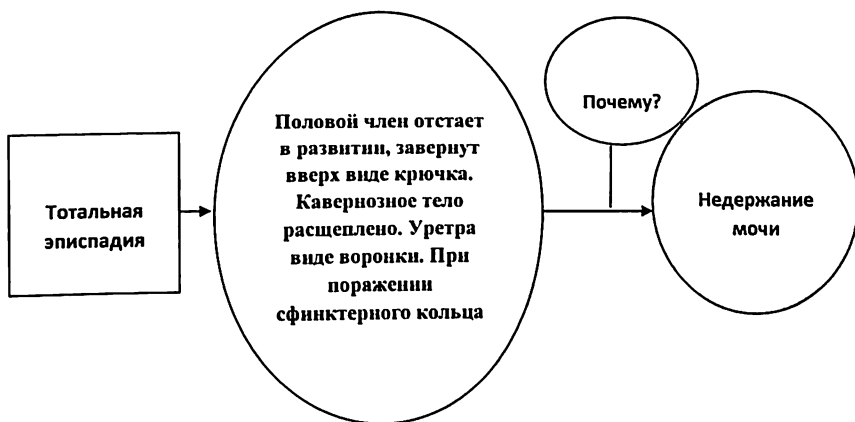 Тотальная
эписпадия
Половой член отстает
в развитии, завернут
вверх виде крючка.
Кавернозное тело
расщеплено. Уретра
виде воронки. При
поражении
сфинктерного кольца
Почему?
Недержание
мочи